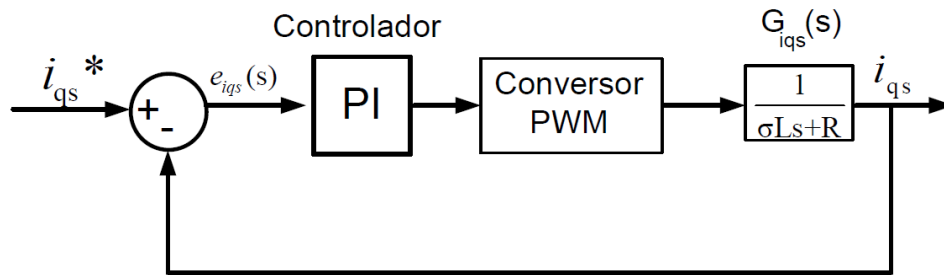 Controlador
G_iqs(s)
i_qs*
e_iqs(s)
+
-
PI
Conversor
PWM
1
σLs+R
i_qs